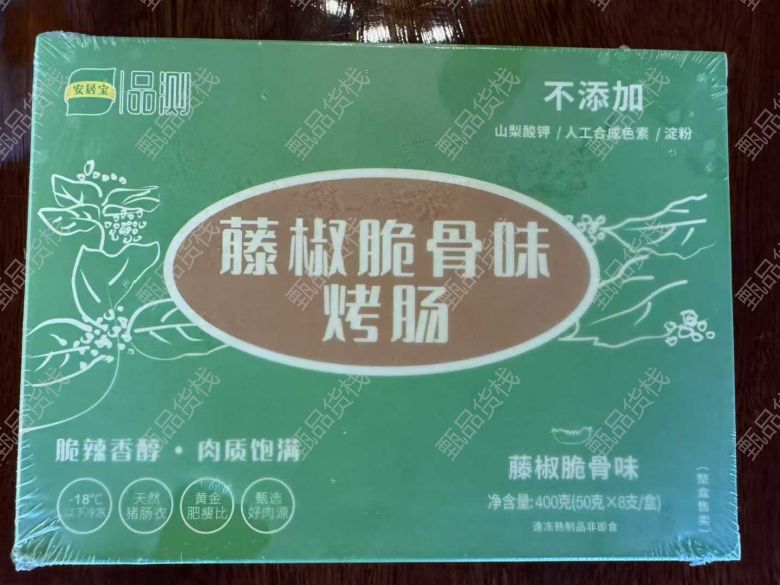 安居宝
品测
不添加
山梨酸钾 / 人工合成色素 / 淀粉
藤椒脆骨味
烤肠
脆辣香醇·肉质饱满
-18℃
以下冷冻
天然
猪肠衣
黄金
肥瘦比
甄选
好肉源
藤椒脆骨味
净含量:400克(50克×8支/盒)
速冻熟制品非即食
(整盒售卖)
甄品货栈